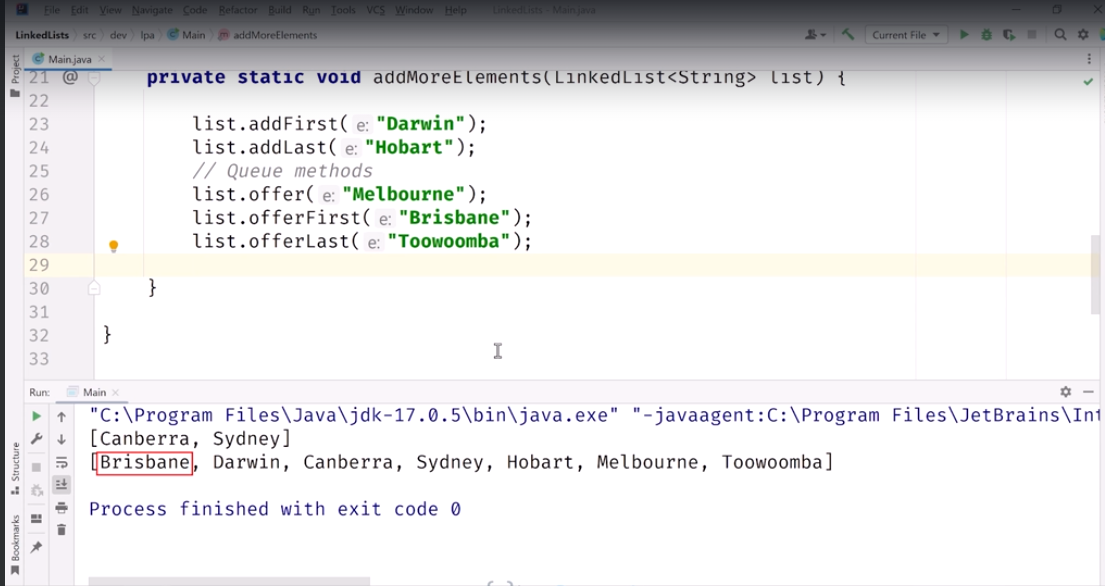 File Edit View Navigate Code Refactor Build Run Tools VCS Window Help LinkedLists - Main.java
LinkedLists > src > dev > lpa > Main > addMoreElements
Current File
Project
Main.java
21 @ private static void addMoreElements(LinkedList<String> list) {
22
23 list.addFirst( e: "Darwin");
24 list.addLast( e: "Hobart");
25 // Queue methods
26 list.offer( e: "Melbourne");
27 list.offerFirst( e: "Brisbane");
28 list.offerLast( e: "Toowoomba");
29
30 }
31
32 }
33
Run: Main
"C:\Program Files\Java\jdk-17.0.5\bin\java.exe" "-javaagent:C:\Program Files\JetBrains\Int
[Canberra, Sydney]
[Brisbane, Darwin, Canberra, Sydney, Hobart, Melbourne, Toowoomba]
Process finished with exit code 0
Structure
Bookmarks